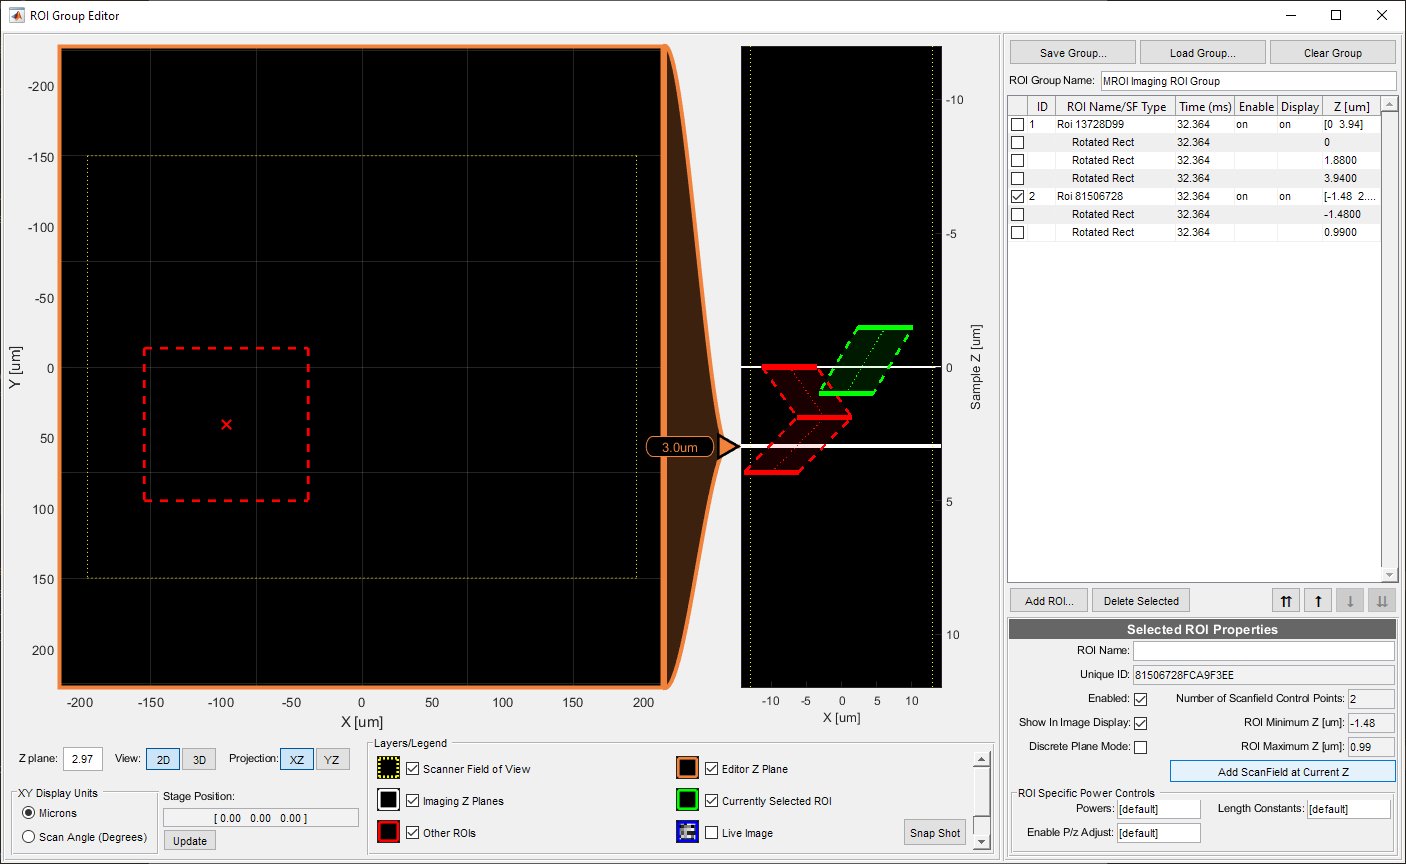 ROI Group Editor
Save Group... Load Group... Clear Group
ROI Group Name: MROI Imaging ROI Group
ID ROI Name/SF Type Time (ms) Enable Display Z [um]
1 Roi 13728D99 32.364 on on [0 3.94]
Rotated Rect 32.364 0
Rotated Rect 32.364 1.8800
Rotated Rect 32.364 3.9400
2 Roi 81506728 32.364 on on [-1.48 2....
Rotated Rect 32.364 -1.4800
Rotated Rect 32.364 0.9900
Add ROI... Delete Selected
Selected ROI Properties
ROI Name:
Unique ID: 81506728FCA9F3EE
Enabled: Number of Scanfield Control Points: 2
Show In Image Display: ROI Minimum Z [um]: -1.48
Discrete Plane Mode: ROI Maximum Z [um]: 0.99
Add ScanField at Current Z
ROI Specific Power Controls
Powers: [default] Length Constants: [default]
Enable P/z Adjust: [default]
-200
-150
-100
-50
0
50
100
150
200
Y [um]
-200 -150 -100 -50 0 50 100 150 200
X [um]
3.0um
-10
-5
0
5
10
Sample Z [um]
-10 -5 0 5 10
X [um]
Z plane: 2.97 View: 2D 3D Projection: XZ YZ
XY Display Units
Microns
Scan Angle (Degrees)
Stage Position:
[ 0.00 0.00 0.00 ]
Update
Layers/Legend
Scanner Field of View Editor Z Plane
Imaging Z Planes Currently Selected ROI
Other ROIs Live Image
Snap Shot